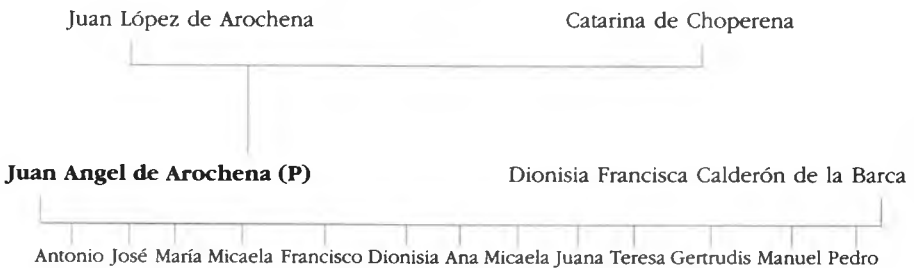 Juan López de Arochena Catarina de Choperena
Juan Angel de Arochena (P) Dionisia Francisca Calderón de la Barca
Antonio José María Micaela Francisco Dionisia Ana Micaela Juana Teresa Gertrudis Manuel Pedro